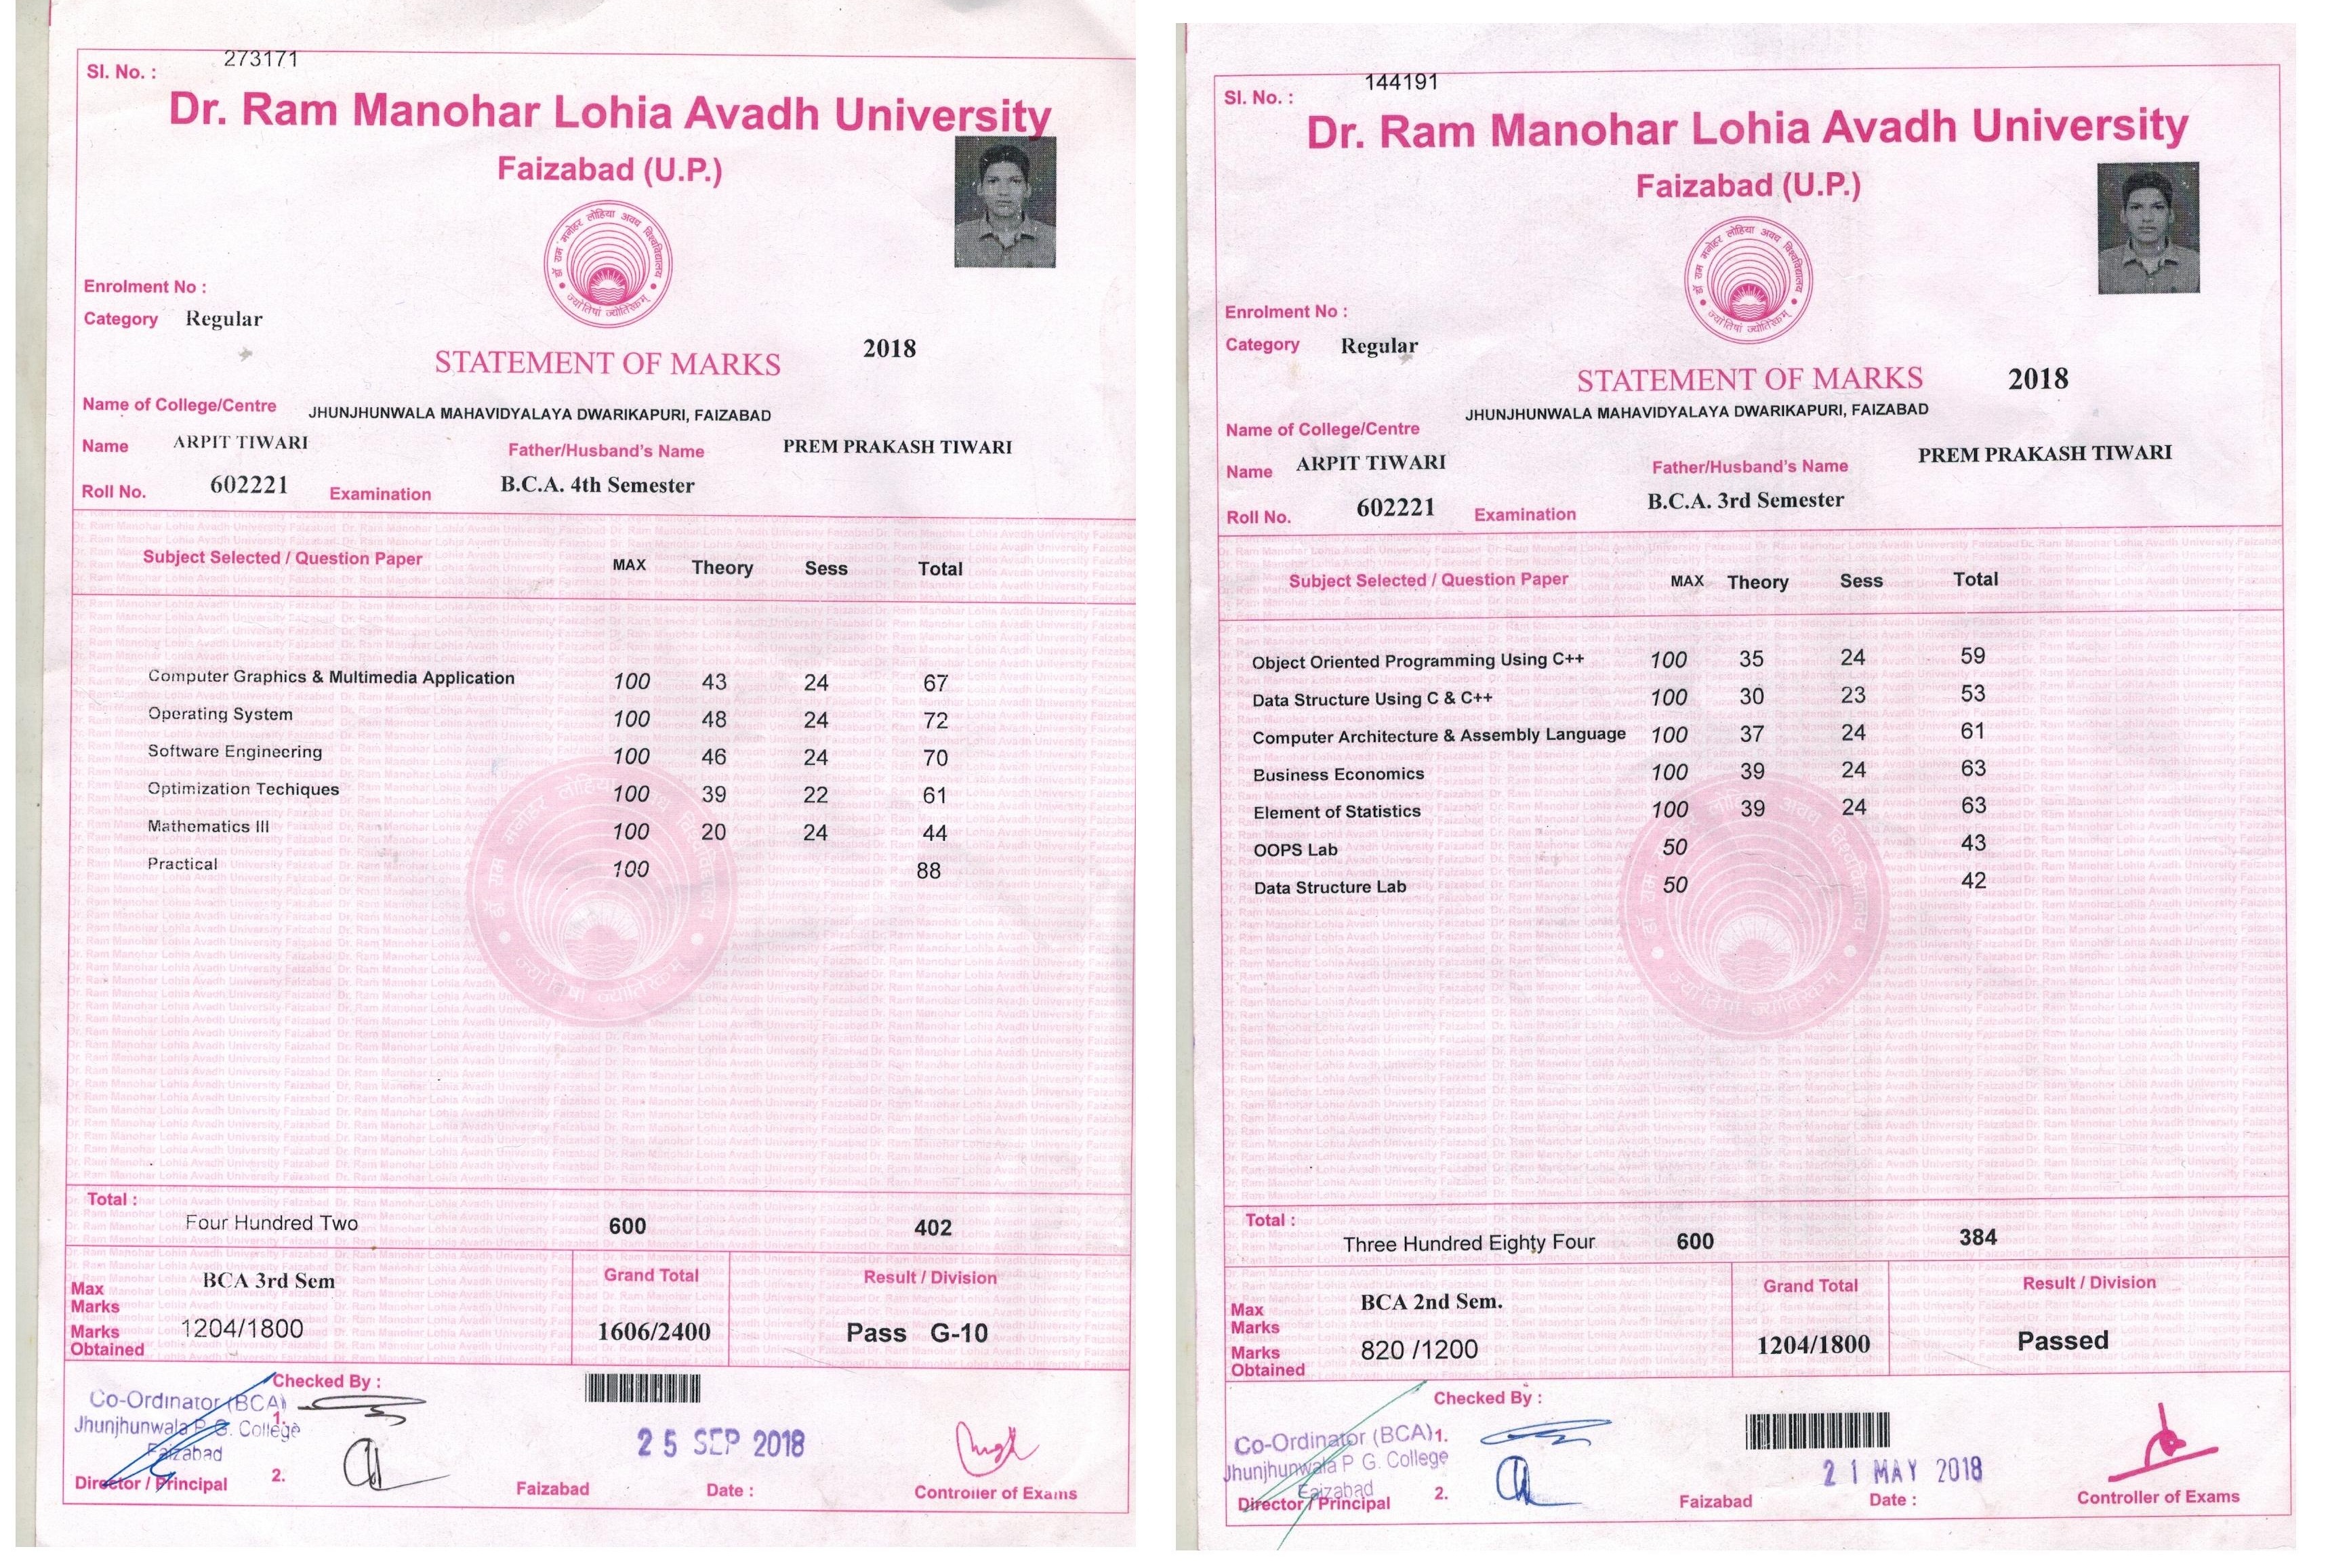 Sl. No. : 273171
Dr. Ram Manohar Lohia Avadh University
Faizabad (U.P.)
डॉ राम मनोहर लोहिया अवध विश्वविद्यालय
Enrolment No :
Category Regular
STATEMENT OF MARKS 2018
Name of College/Centre JHUNJHUNWALA MAHAVIDYALAYA DWARIKAPURI, FAIZABAD
Name ARPIT TIWARI Father/Husband's Name PREM PRAKASH TIWARI
Roll No. 602221 Examination B.C.A. 4th Semester
Subject Selected / Question Paper MAX Theory Sess Total
Computer Graphics & Multimedia Application 100 43 24 67
Operating System 100 48 24 72
Software Engineering 100 46 24 70
Optimization Techiques 100 39 22 61
Mathematics III 100 20 24 44
Practical 100 88
Total :
Four Hundred Two 600 402
BCA 3rd Sem Grand Total Result / Division
Max
Marks
Marks 1204/1800 1606/2400 Pass G-10
Obtained
Checked By :
Co-Ordinator (BCA)
1.
Jhunjhunwala P.G. College
Faizabad
25 SEP 2018
Director / Principal 2. Faizabad Date : Controller of Exams
Sl. No. : 144191
Dr. Ram Manohar Lohia Avadh University
Faizabad (U.P.)
डॉ राम मनोहर लोहिया अवध विश्वविद्यालय
Enrolment No :
Category Regular
STATEMENT OF MARKS 2018
JHUNJHUNWALA MAHAVIDYALAYA DWARIKAPURI, FAIZABAD
Name of College/Centre
Name ARPIT TIWARI Father/Husband's Name PREM PRAKASH TIWARI
Roll No. 602221 Examination B.C.A. 3rd Semester
Subject Selected / Question Paper MAX Theory Sess Total
Object Oriented Programming Using C++ 100 35 24 59
Data Structure Using C & C++ 100 30 23 53
Computer Architecture & Assembly Language 100 37 24 61
Business Economics 100 39 24 63
Element of Statistics 100 39 24 63
OOPS Lab 50 43
Data Structure Lab 50 42
Total :
Three Hundred Eighty Four 600 384
BCA 2nd Sem. Grand Total Result / Division
Max
Marks
Marks 820 /1200 1204/1800 Passed
Obtained
Checked By :
Co-Ordinator (BCA) 1.
Jhunjhunwala P G. College
Faizabad
21 MAY 2018
Director / Principal 2. Faizabad Date : Controller of Exams